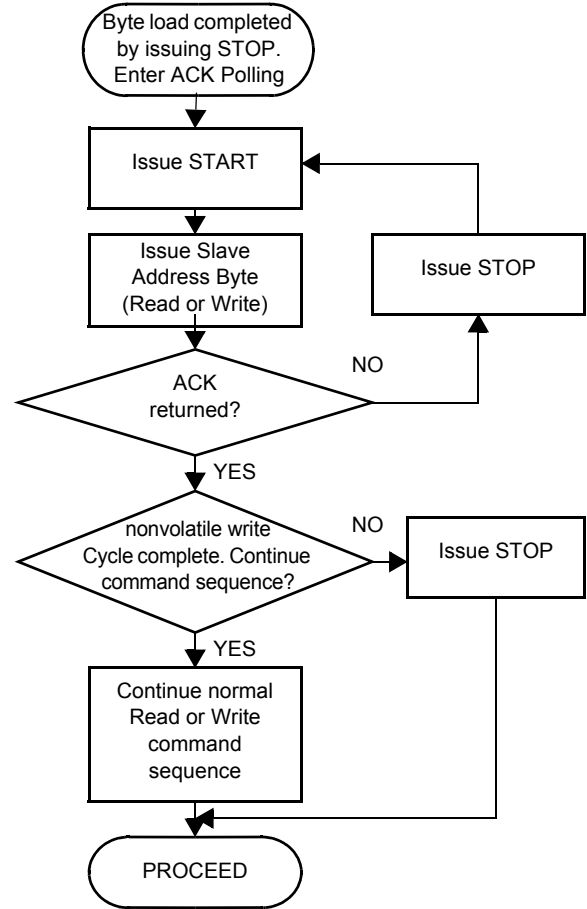 Byte load completed
by issuing STOP.
Enter ACK Polling
Issue START
Issue Slave
Address Byte
(Read or Write)
Issue STOP
ACK
returned?
NO
YES
nonvolatile write
Cycle complete. Continue
command sequence?
NO
Issue STOP
YES
Continue normal
Read or Write
command
sequence
PROCEED